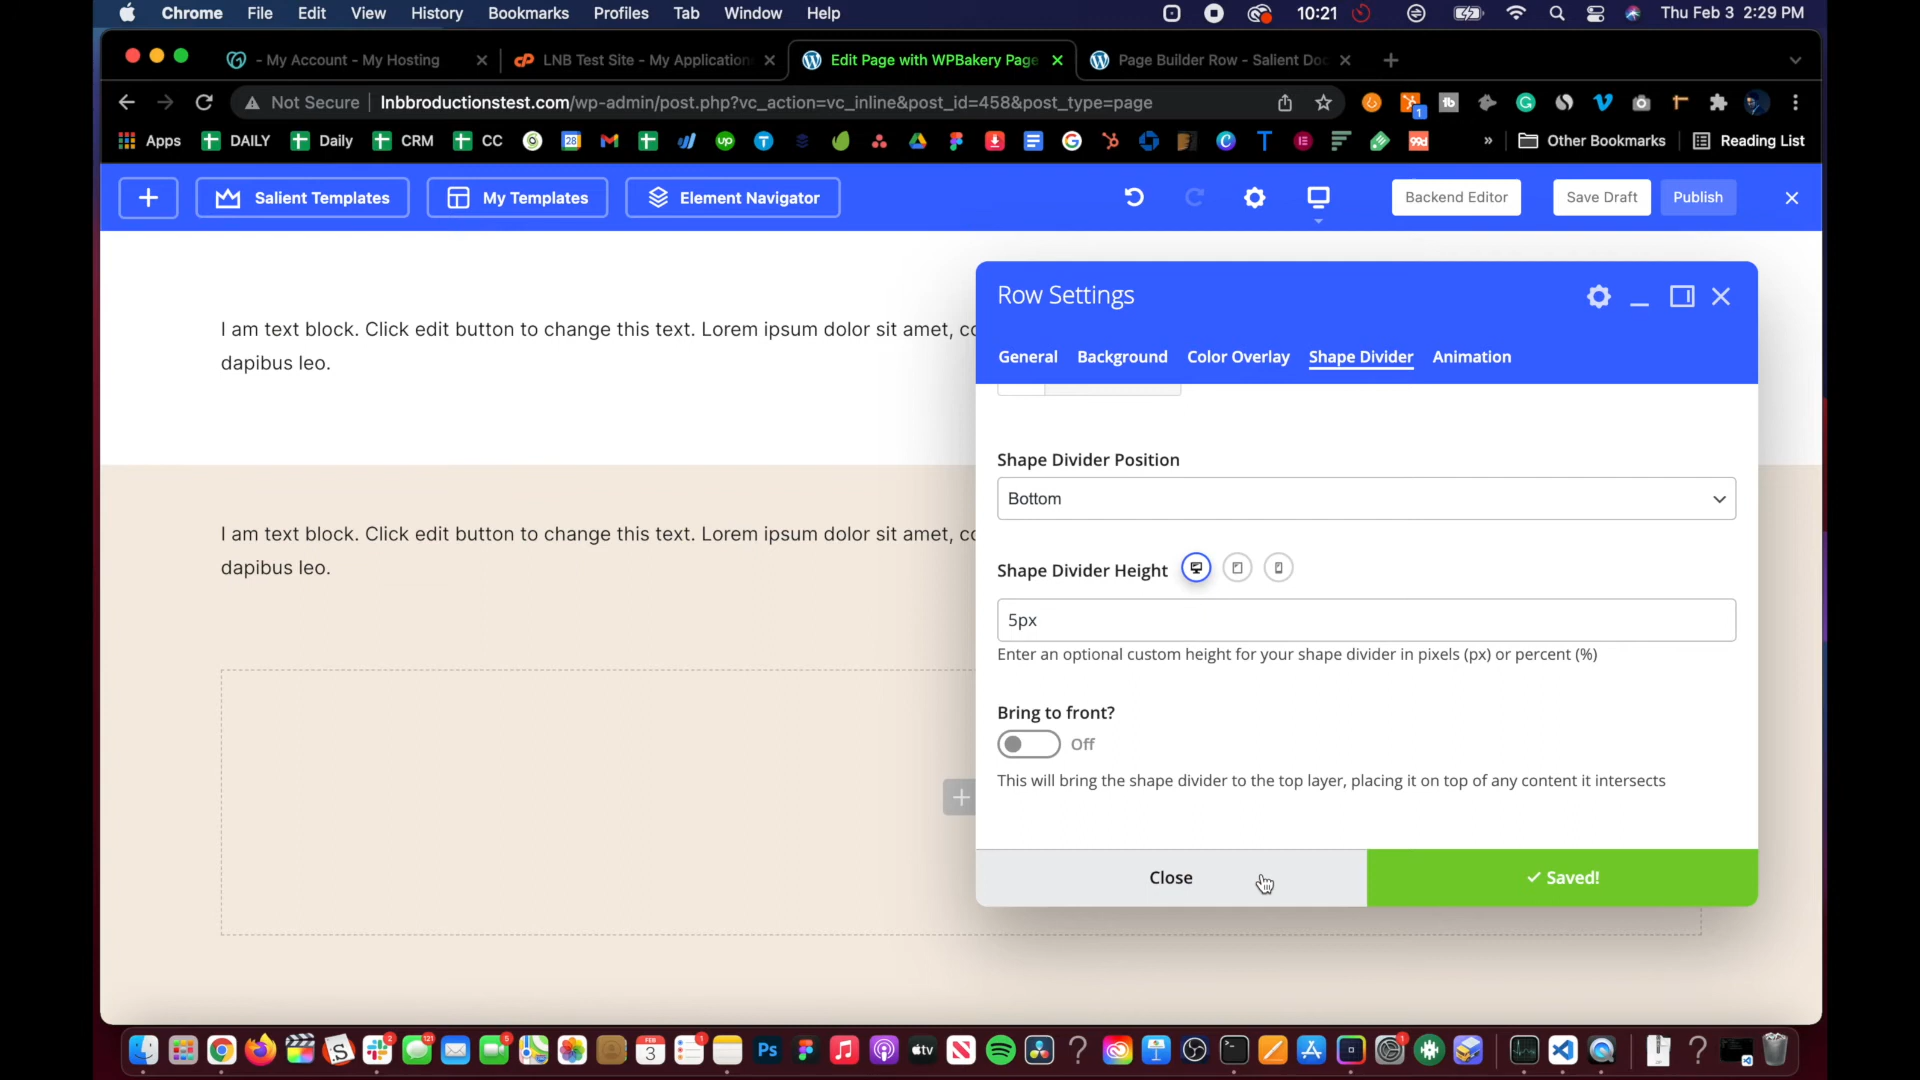 Chrome File Edit View History Bookmarks Profiles Tab Window Help 10:21 Thu Feb 3 2:29 PM
- My Account - My Hosting LNB Test Site - My Application Edit Page with WPBakery Page Page Builder Row - Salient Doc
Not Secure lnbbroductionstest.com/wp-admin/post.php?vc_action=vc_inline&post_id=458&post_type=page
Apps DAILY Daily CRM CC » Other Bookmarks Reading List
+ Salient Templates My Templates Element Navigator Backend Editor Save Draft Publish
Row Settings
General Background Color Overlay Shape Divider Animation
I am text block. Click edit button to change this text. Lorem ipsum dolor sit amet, co
dapibus leo.
Shape Divider Position
Bottom
I am text block. Click edit button to change this text. Lorem ipsum dolor sit amet, co
dapibus leo.
Shape Divider Height
5px
Enter an optional custom height for your shape divider in pixels (px) or percent (%)
Bring to front?
Off
This will bring the shape divider to the top layer, placing it on top of any content it intersects
Close Saved!
FEB
3
Ps
tv